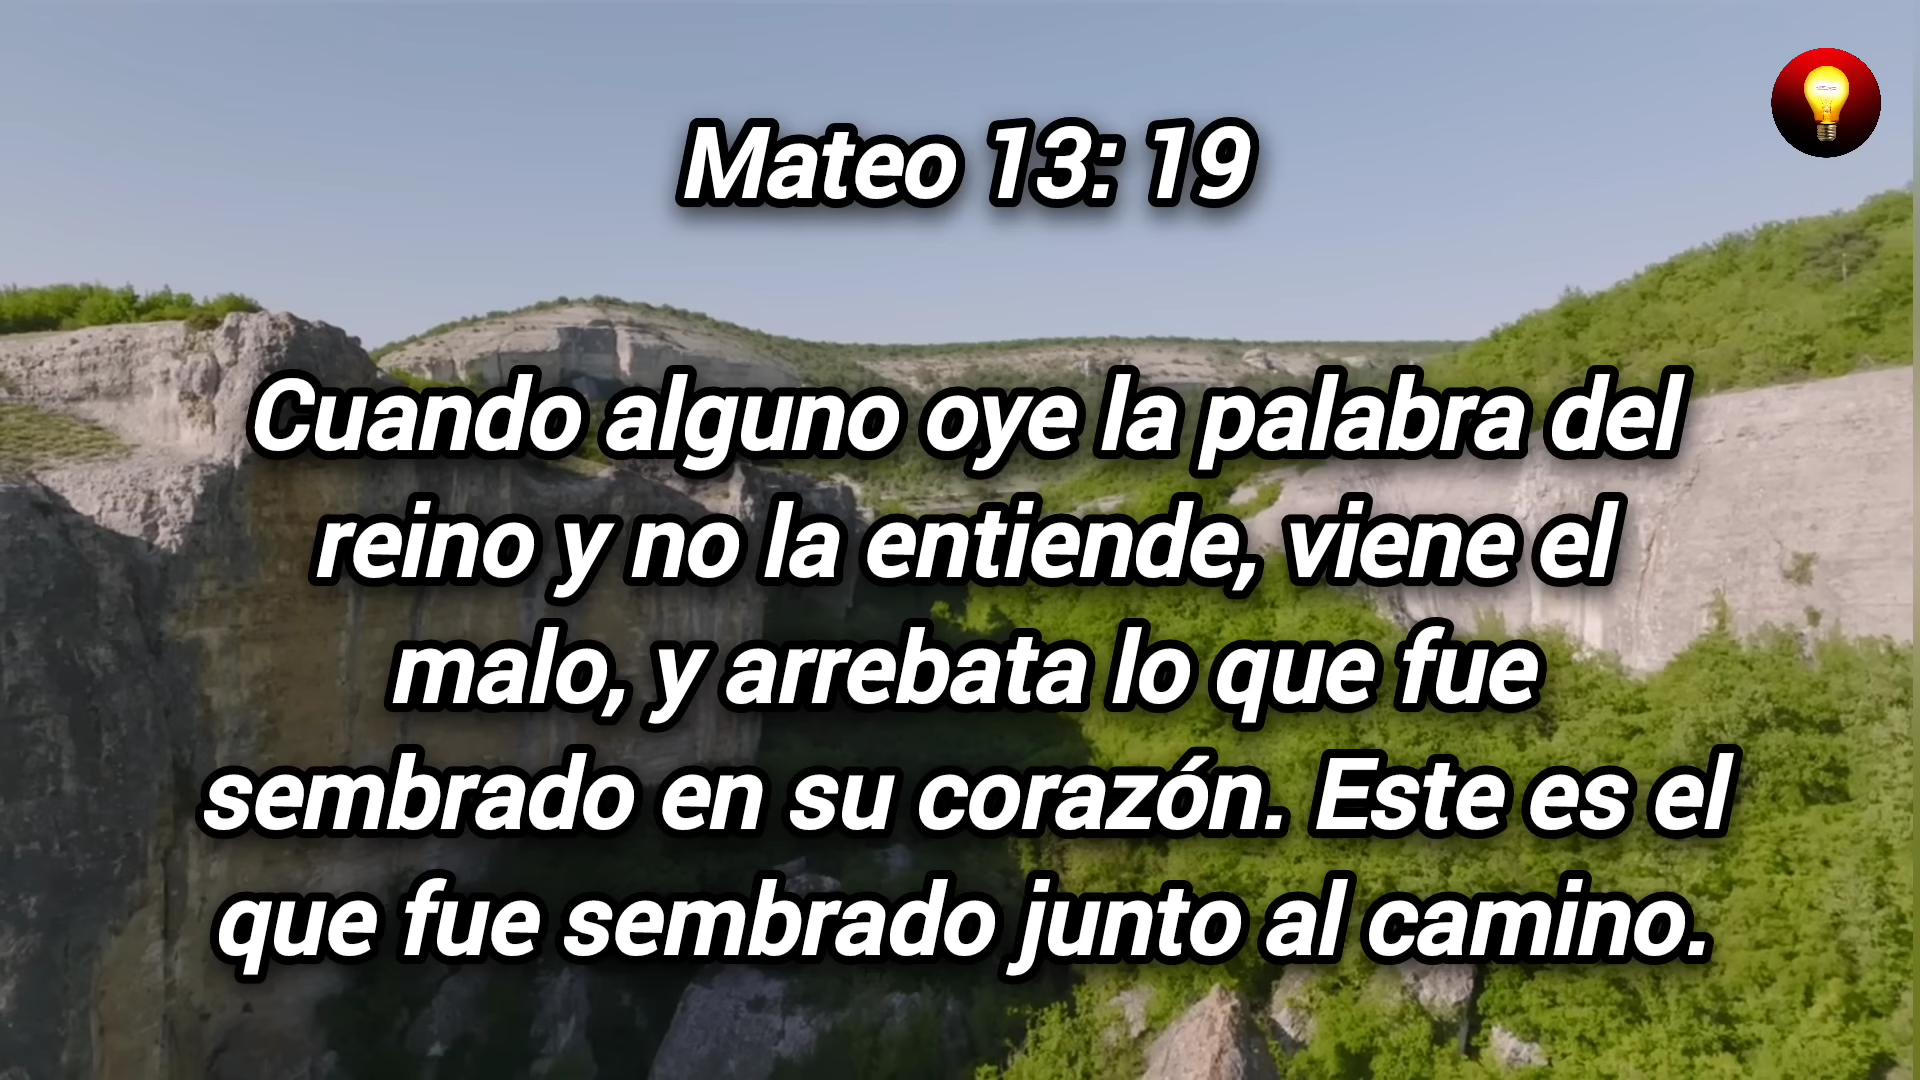 Mateo 13: 19
Cuando alguno oye la palabra del
reino y no la entiende, viene el
malo, y arrebata lo que fue
sembrado en su corazón. Este es el
que fue sembrado junto al camino.